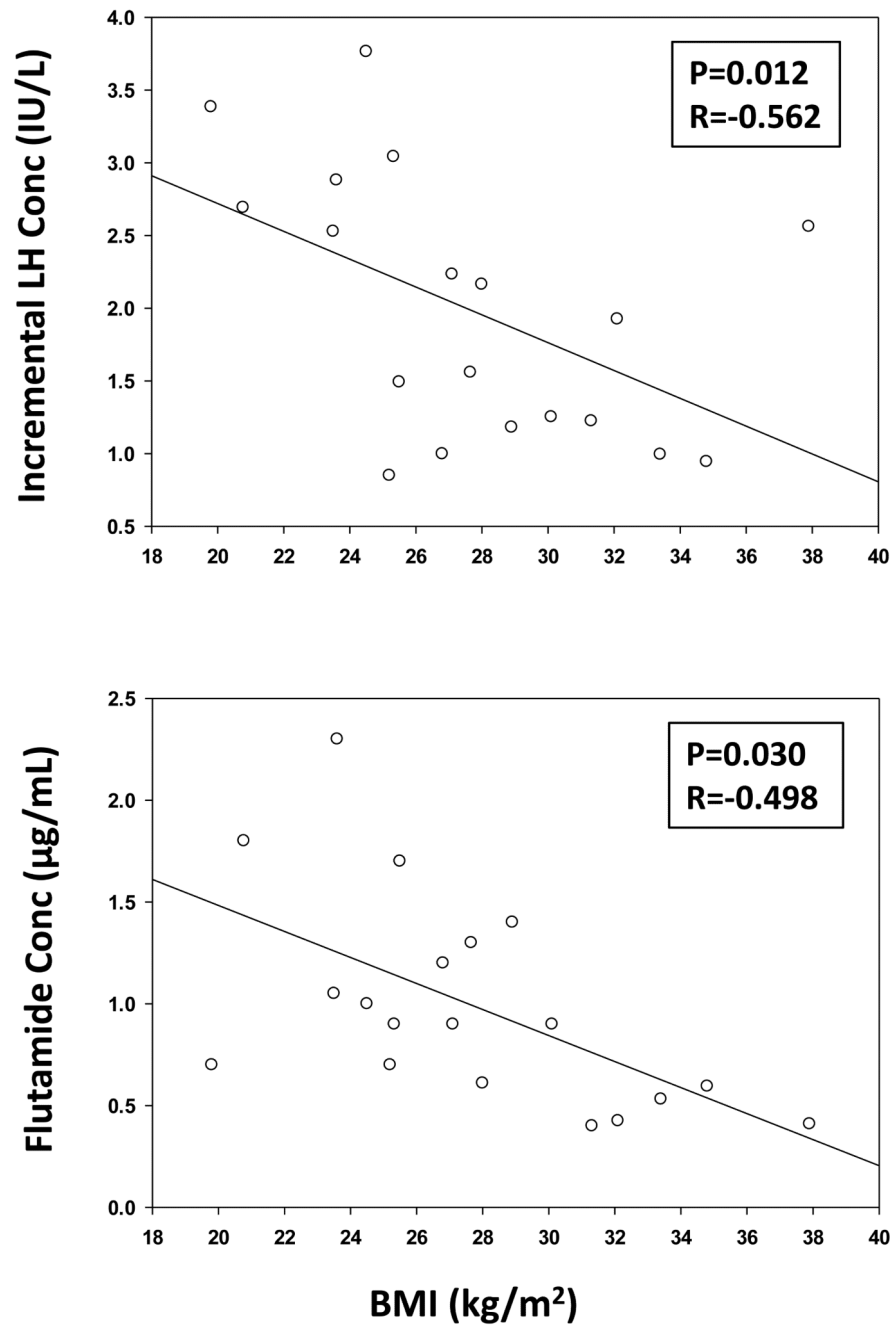 Incremental LH Conc (IU/L)
4.0
3.5
3.0
2.5
2.0
1.5
1.0
0.5
P=0.012
R=-0.562
18 20 22 24 26 28 30 32 34 36 38 40
Flutamide Conc (µg/mL)
2.5
2.0
1.5
1.0
0.5
0.0
P=0.030
R=-0.498
18 20 22 24 26 28 30 32 34 36 38 40
BMI (kg/m²)